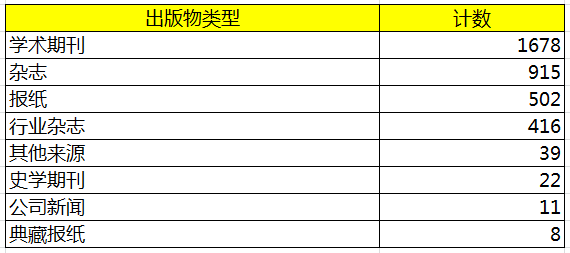 出版物类型 计数
学术期刊 1678
杂志 915
报纸 502
行业杂志 416
其他来源 39
史学期刊 22
公司新闻 11
典藏报纸 8